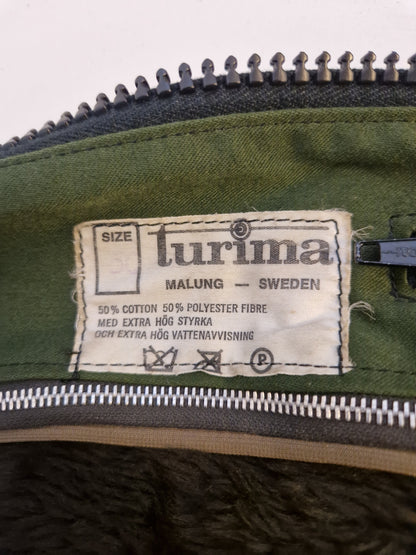 SIZE
turima
MALUNG — SWEDEN
50% COTTON 50% POLYESTER FIBRE
MED EXTRA HÖG STYRKA
OCH EXTRA HÖG VATTENAVVISNING
P